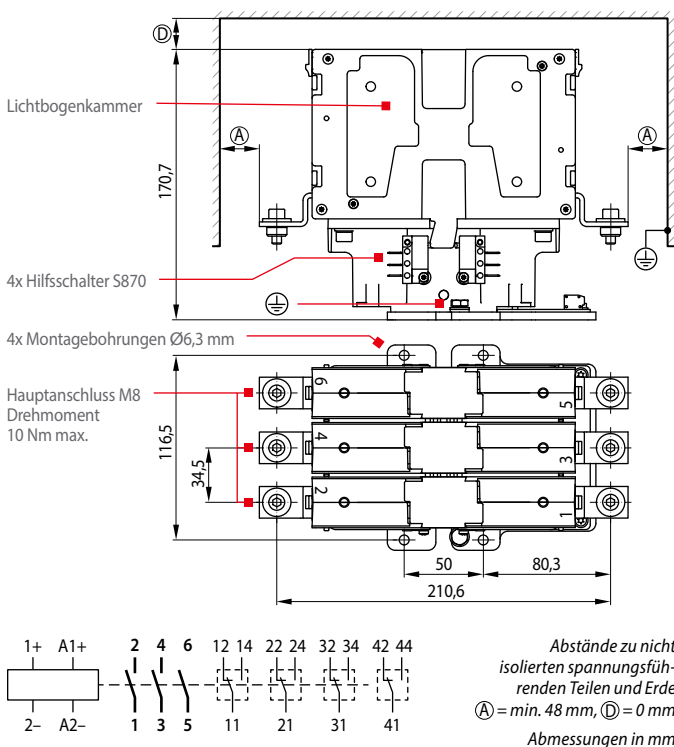 D
Lichtbogenkammer
A
A
170,7
4x Hilfsschalter S870
4x Montagebohrungen Ø6,3 mm
Hauptanschluss M8
Drehmoment
10 Nm max.
116,5
34,5
6
5
4
3
2
1
50
80,3
210,6
1+ A1+ 2 4 6 12 14 22 24 32 34 42 44
2– A2– 1 3 5 11 21 31 41
Abstände zu nicht
isolierten spannungsfüh-
renden Teilen und Erde
Ⓐ = min. 48 mm, Ⓓ = 0 mm
Abmessungen in mm